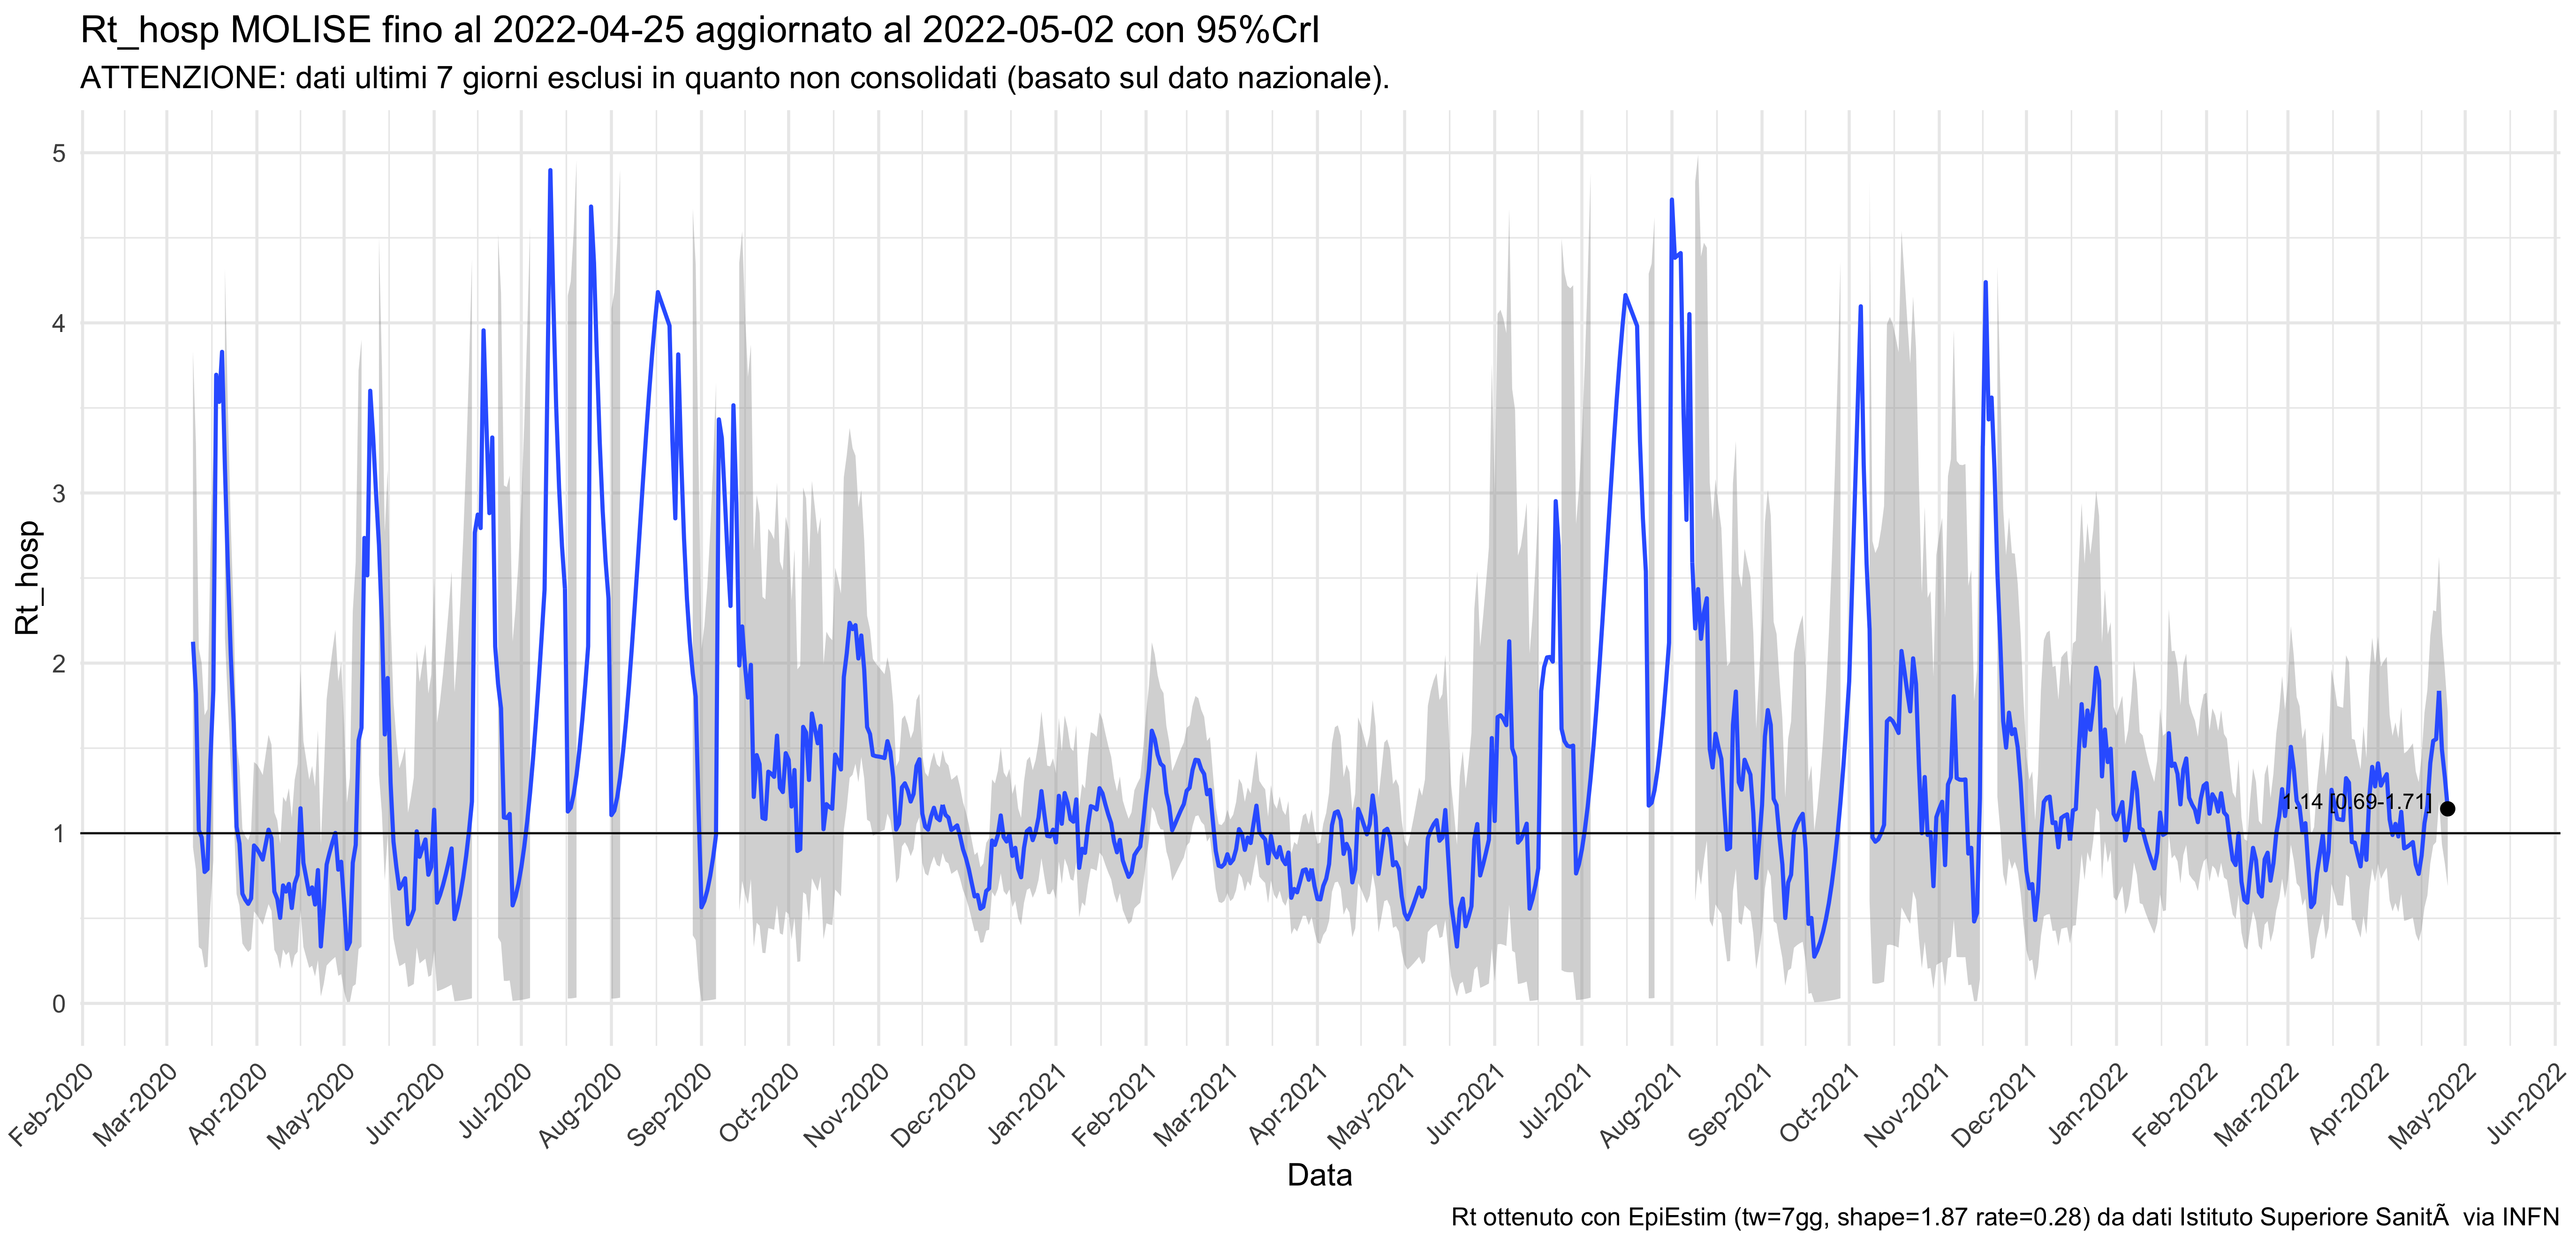 Rt_hosp MOLISE fino al 2022-04-25 aggiornato al 2022-05-02 con 95%CrI
ATTENZIONE: dati ultimi 7 giorni esclusi in quanto non consolidati (basato sul dato nazionale).
Rt_hosp
5
4
3
2
1
0
1.14 [0.69-1.71]
Feb-2020
Mar-2020
Apr-2020
May-2020
Jun-2020
Jul-2020
Aug-2020
Sep-2020
Oct-2020
Nov-2020
Dec-2020
Jan-2021
Feb-2021
Mar-2021
Apr-2021
May-2021
Jun-2021
Jul-2021
Aug-2021
Sep-2021
Oct-2021
Nov-2021
Dec-2021
Jan-2022
Feb-2022
Mar-2022
Apr-2022
May-2022
Jun-2022
Data
Rt ottenuto con EpiEstim (tw=7gg, shape=1.87 rate=0.28) da dati Istituto Superiore SanitÃ  via INFN